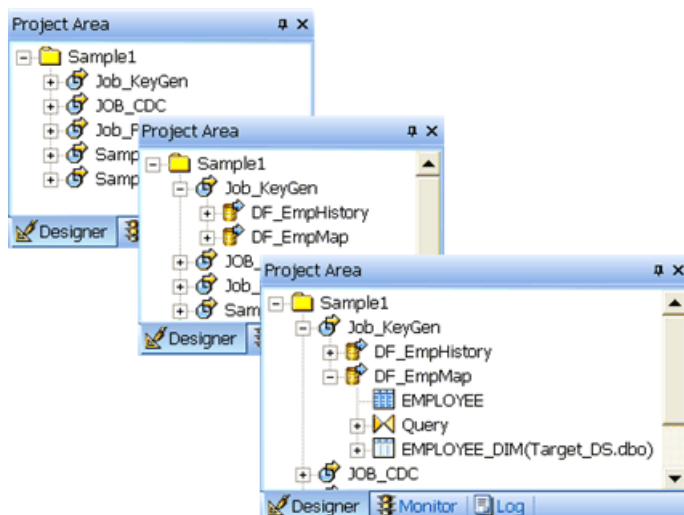 Project Area
Sample1
Job_KeyGen
JOB_CDC
Designer
Project Area
Sample1
Job_KeyGen
DF_EmpHistory
DF_EmpMap
Designer
Project Area
Sample1
Job_KeyGen
DF_EmpHistory
DF_EmpMap
EMPLOYEE
Query
EMPLOYEE_DIM(Target_DS.dbo)
JOB_CDC
Designer Monitor Log